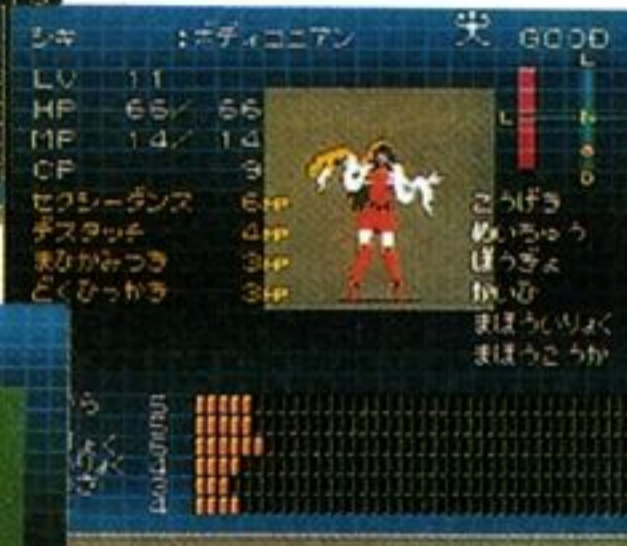 シキ :ボディコニアン GOOD
LV 11
HP 66/ 66
MP 14/ 14
CP 9
セクシーダンス 6HP
デスタッチ 4HP
まひかみつき 3HP
どくひっかき 3HP
L
L N
D
こうげき
めいちゅう
ぼうぎょ
かいひ
まほういりょく
まほうこうか